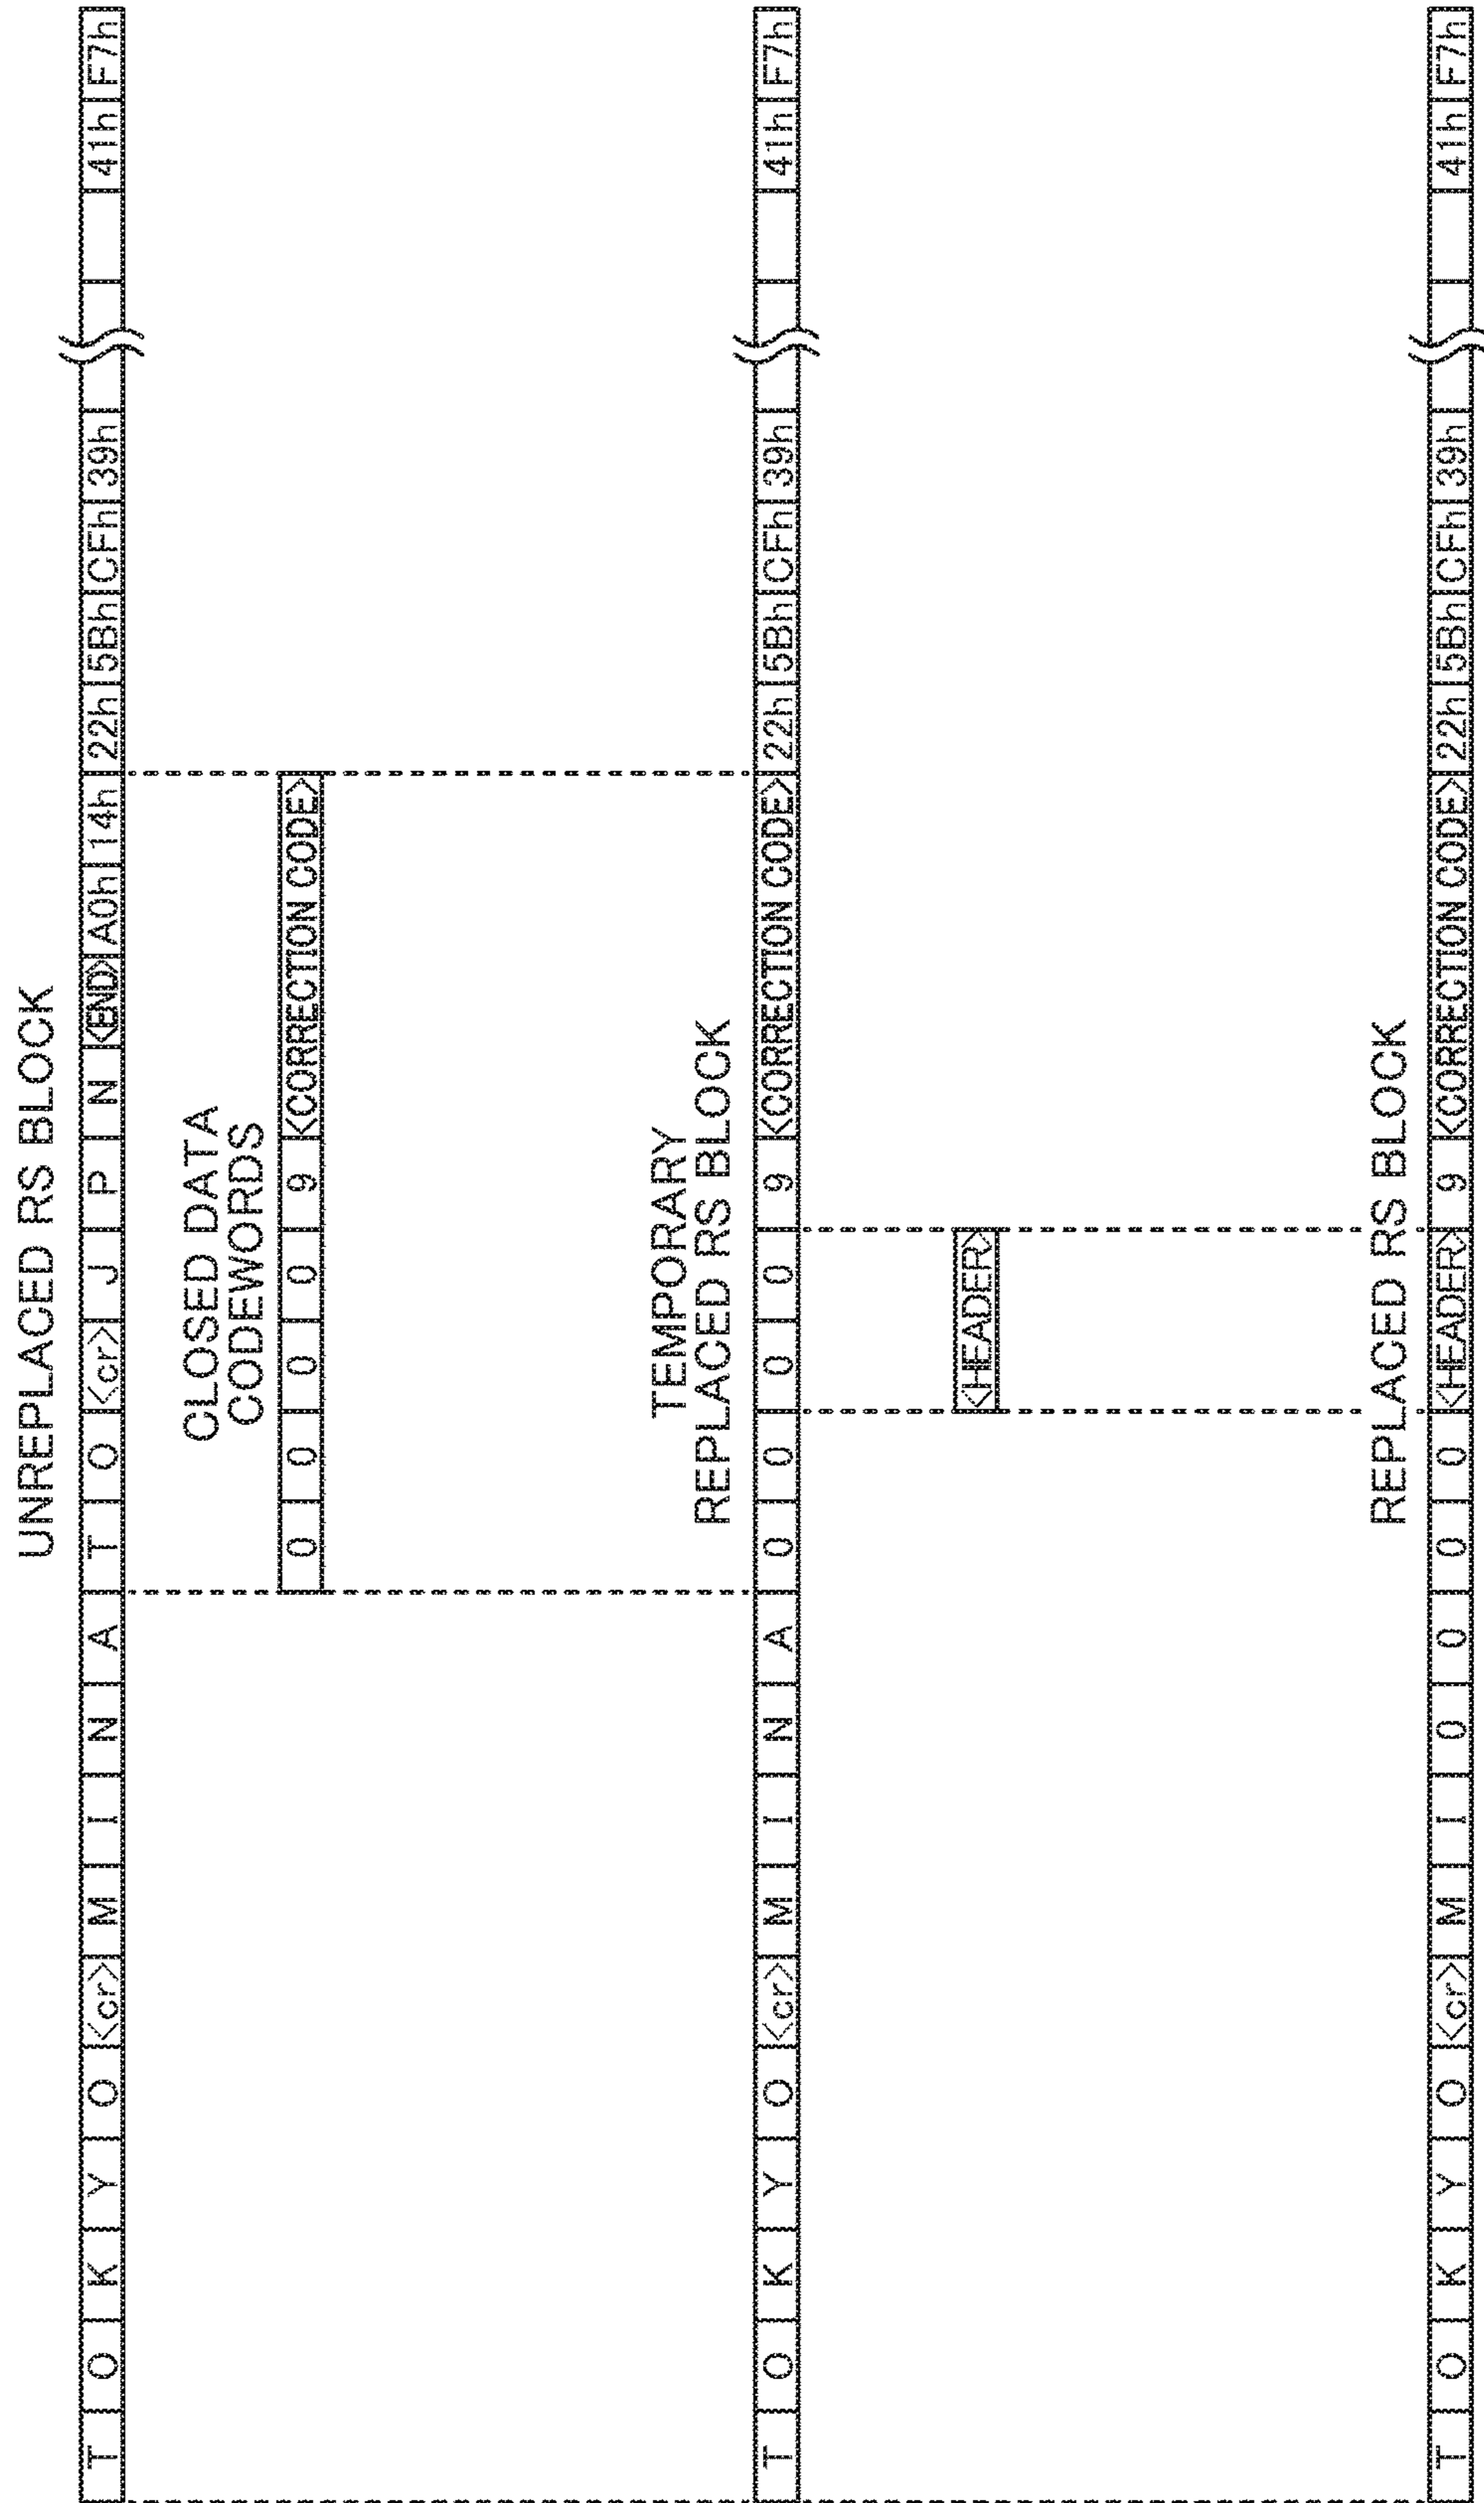 UNREPLACED RS BLOCK
T O K Y O <cr> M I N A T O <cr> J P N <END> A0h 14h 22h 5Bh CFh 39h 41h F7h
CLOSED DATA
CODEWORDS
0 0 0 0 9 <CORRECTION CODE>
TEMPORARY
REPLACED RS BLOCK
T O K Y O <cr> M I N A 0 0 0 0 9 <CORRECTION CODE> 22h 5Bh CFh 39h 41h F7h
<HEADER>
REPLACED RS BLOCK
T O K Y O <cr> M I 0 0 0 0 <HEADER> 9 <CORRECTION CODE> 22h 5Bh CFh 39h 41h F7h